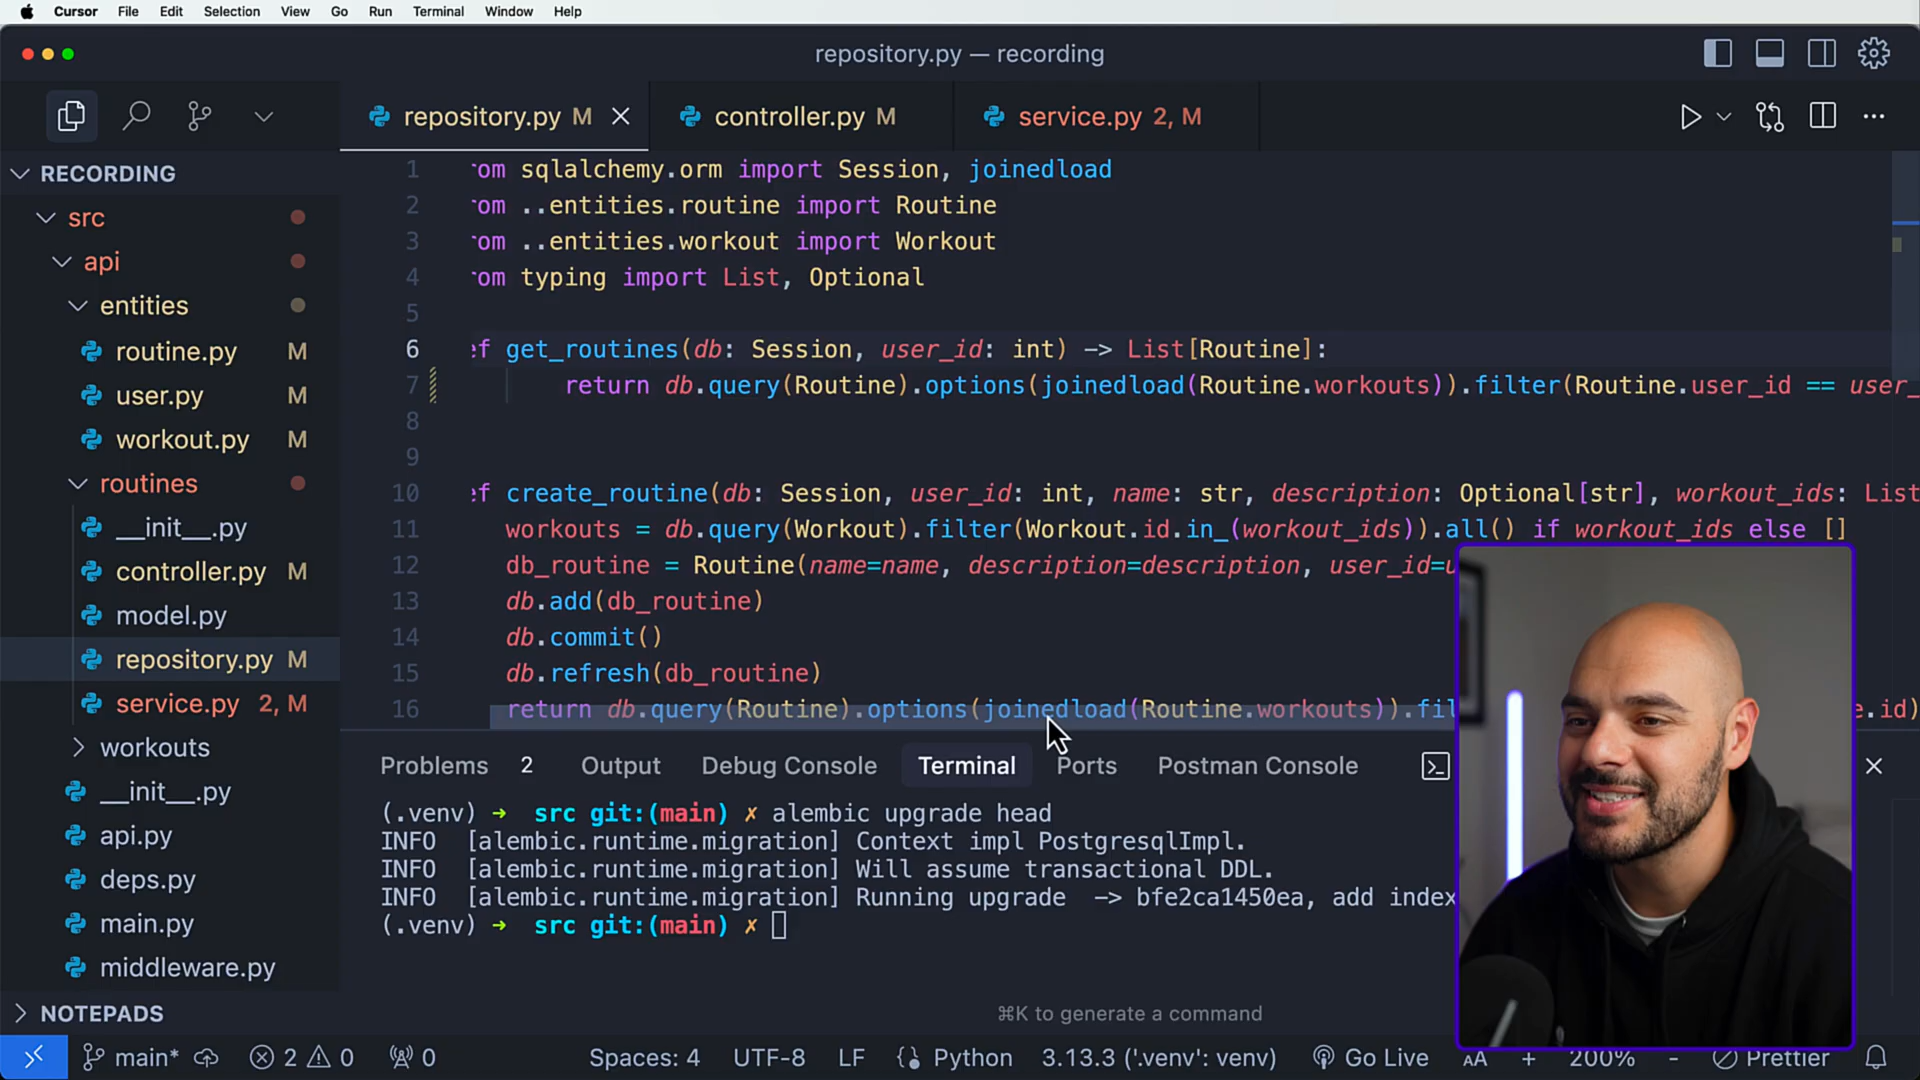 Cursor File Edit Selection View Go Run Terminal Window Help
repository.py — recording
repository.py M controller.py M service.py 2, M
RECORDING
src
api
entities
routine.py M
user.py M
workout.py M
routines
__init__.py
controller.py M
model.py
repository.py M
service.py 2, M
workouts
__init__.py
api.py
deps.py
main.py
middleware.py
NOTEPADS
1 om sqlalchemy.orm import Session, joinedload
2 om ..entities.routine import Routine
3 om ..entities.workout import Workout
4 om typing import List, Optional
5
6 ef get_routines(db: Session, user_id: int) -> List[Routine]:
7 return db.query(Routine).options(joinedload(Routine.workouts)).filter(Routine.user_id == user_
8
9
10 ef create_routine(db: Session, user_id: int, name: str, description: Optional[str], workout_ids: List
11 workouts = db.query(Workout).filter(Workout.id.in_(workout_ids)).all() if workout_ids else []
12 db_routine = Routine(name=name, description=description, user_id=u
13 db.add(db_routine)
14 db.commit()
15 db.refresh(db_routine)
16 return db.query(Routine).options(joinedload(Routine.workouts)).fil e.id)
Problems 2 Output Debug Console Terminal Ports Postman Console
(.venv) ➜ src git:(main) ✗ alembic upgrade head
INFO [alembic.runtime.migration] Context impl PostgresqlImpl.
INFO [alembic.runtime.migration] Will assume transactional DDL.
INFO [alembic.runtime.migration] Running upgrade -> bfe2ca1450ea, add index
(.venv) ➜ src git:(main) ✗
⌘K to generate a command
main* 2 0 0 Spaces: 4 UTF-8 LF Python 3.13.3 ('.venv': venv) Go Live AA + 200% - Prettier